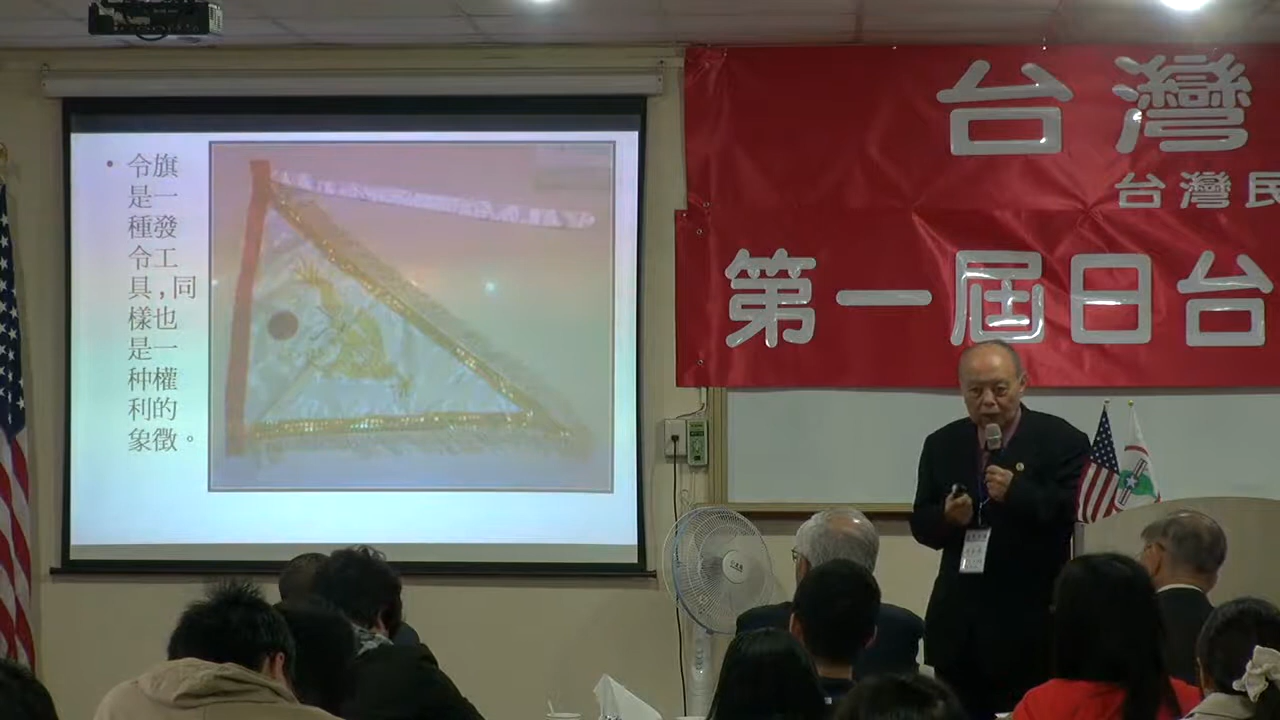 令旗
是一
種發
令工
具,同
樣也
是一
种權
利的
象徵。
台灣
台灣民
第一屆日台